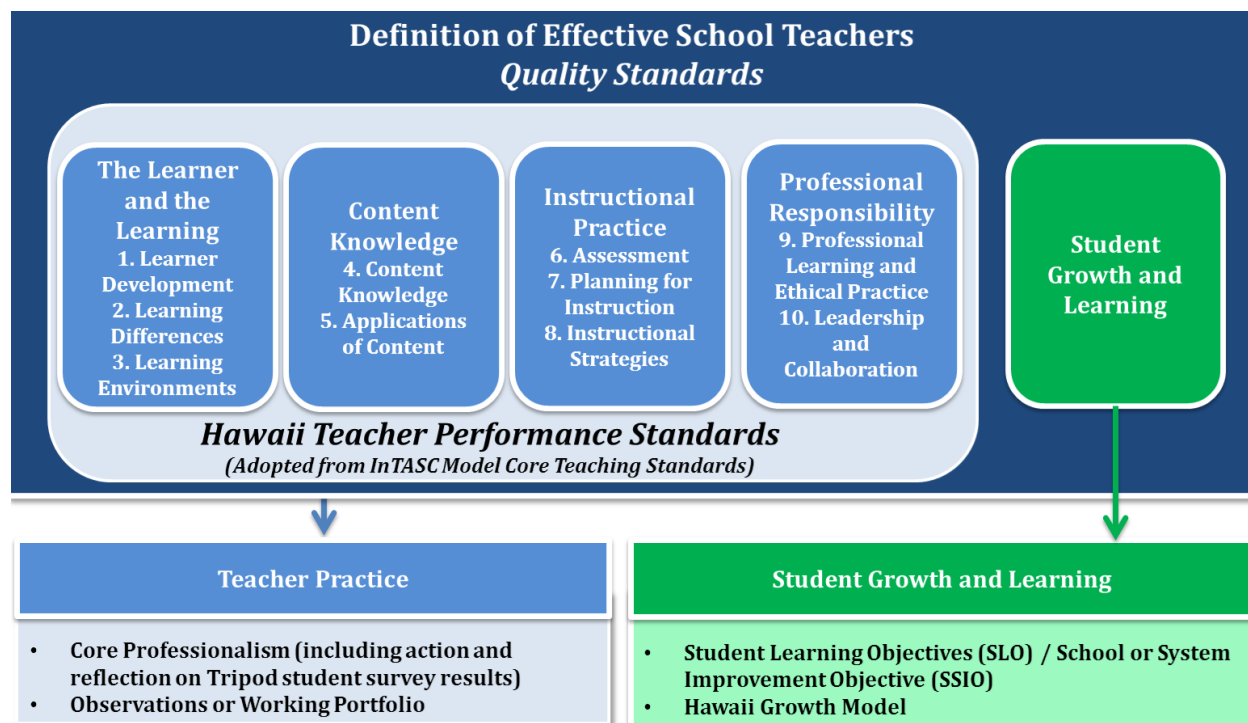 Definition of Effective School Teachers
Quality Standards
The Learner
and the
Learning
1. Learner
Development
2. Learning
Differences
3. Learning
Environments
Content
Knowledge
4. Content
Knowledge
5. Applications
of Content
Instructional
Practice
6. Assessment
7. Planning for
Instruction
8. Instructional
Strategies
Professional
Responsibility
9. Professional
Learning and
Ethical Practice
10. Leadership
and
Collaboration
Student
Growth and
Learning
Hawaii Teacher Performance Standards
(Adopted from InTASC Model Core Teaching Standards)
Teacher Practice
• Core Professionalism (including action and
reflection on Tripod student survey results)
• Observations or Working Portfolio
Student Growth and Learning
• Student Learning Objectives (SLO) / School or System
Improvement Objective (SSIO)
• Hawaii Growth Model